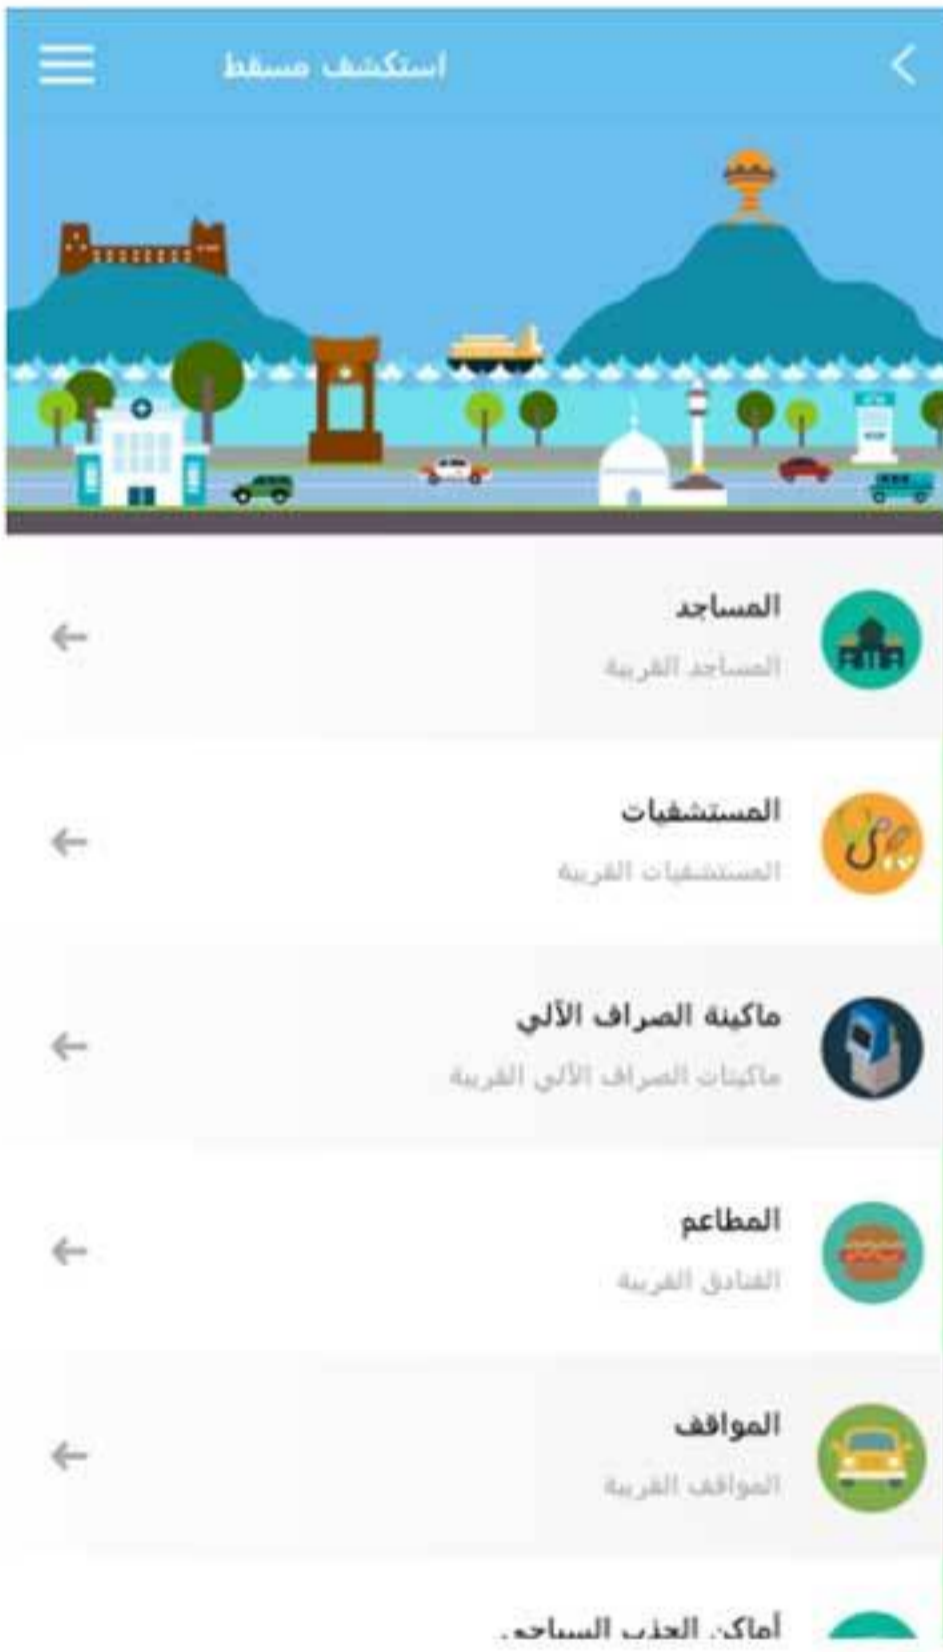 استكشف مسقط
المساجد
المساجد القريبة
المستشفيات
المستشفيات القريبة
ماكينة الصراف الآلي
ماكينات الصراف الآلي القريبة
المطاعم
الفنادق القريبة
المواقف
المواقف القريبة
أماكن الجذب السياحي